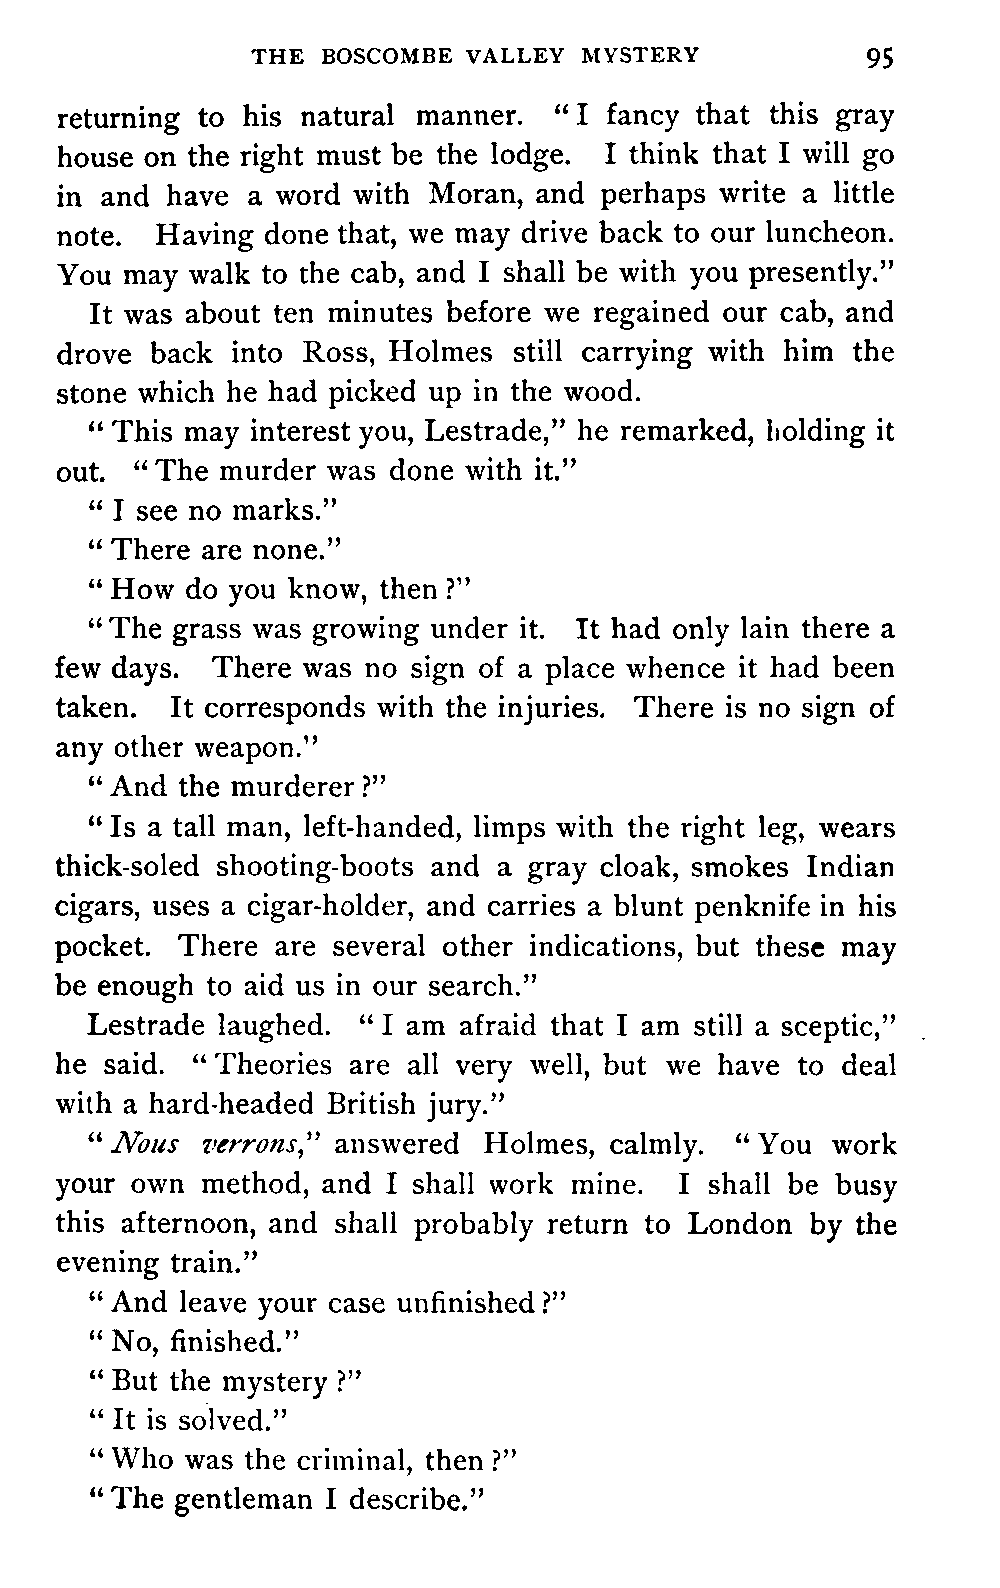 THE BOSCOMBE VALLEY MYSTERY 95
returning to his natural manner. “I fancy that this gray
house on the right must be the lodge. I think that I will go
in and have a word with Moran, and perhaps write a little
note. Having done that, we may drive back to our luncheon.
You may walk to the cab, and I shall be with you presently.”
It was about ten minutes before we regained our cab, and
drove back into Ross, Holmes still carrying with him the
stone which he had picked up in the wood.
“This may interest you, Lestrade,” he remarked, holding it
out. “The murder was done with it.”
“I see no marks.”
“There are none.”
“How do you know, then?”
“The grass was growing under it. It had only lain there a
few days. There was no sign of a place whence it had been
taken. It corresponds with the injuries. There is no sign of
any other weapon.”
“And the murderer?”
“Is a tall man, left-handed, limps with the right leg, wears
thick-soled shooting-boots and a gray cloak, smokes Indian
cigars, uses a cigar-holder, and carries a blunt penknife in his
pocket. There are several other indications, but these may
be enough to aid us in our search.”
Lestrade laughed. “I am afraid that I am still a sceptic,”
he said. “Theories are all very well, but we have to deal
with a hard-headed British jury.”
“Nous verrons,” answered Holmes, calmly. “You work
your own method, and I shall work mine. I shall be busy
this afternoon, and shall probably return to London by the
evening train.”
“And leave your case unfinished?”
“No, finished.”
“But the mystery?”
“It is solved.”
“Who was the criminal, then?”
“The gentleman I describe.”